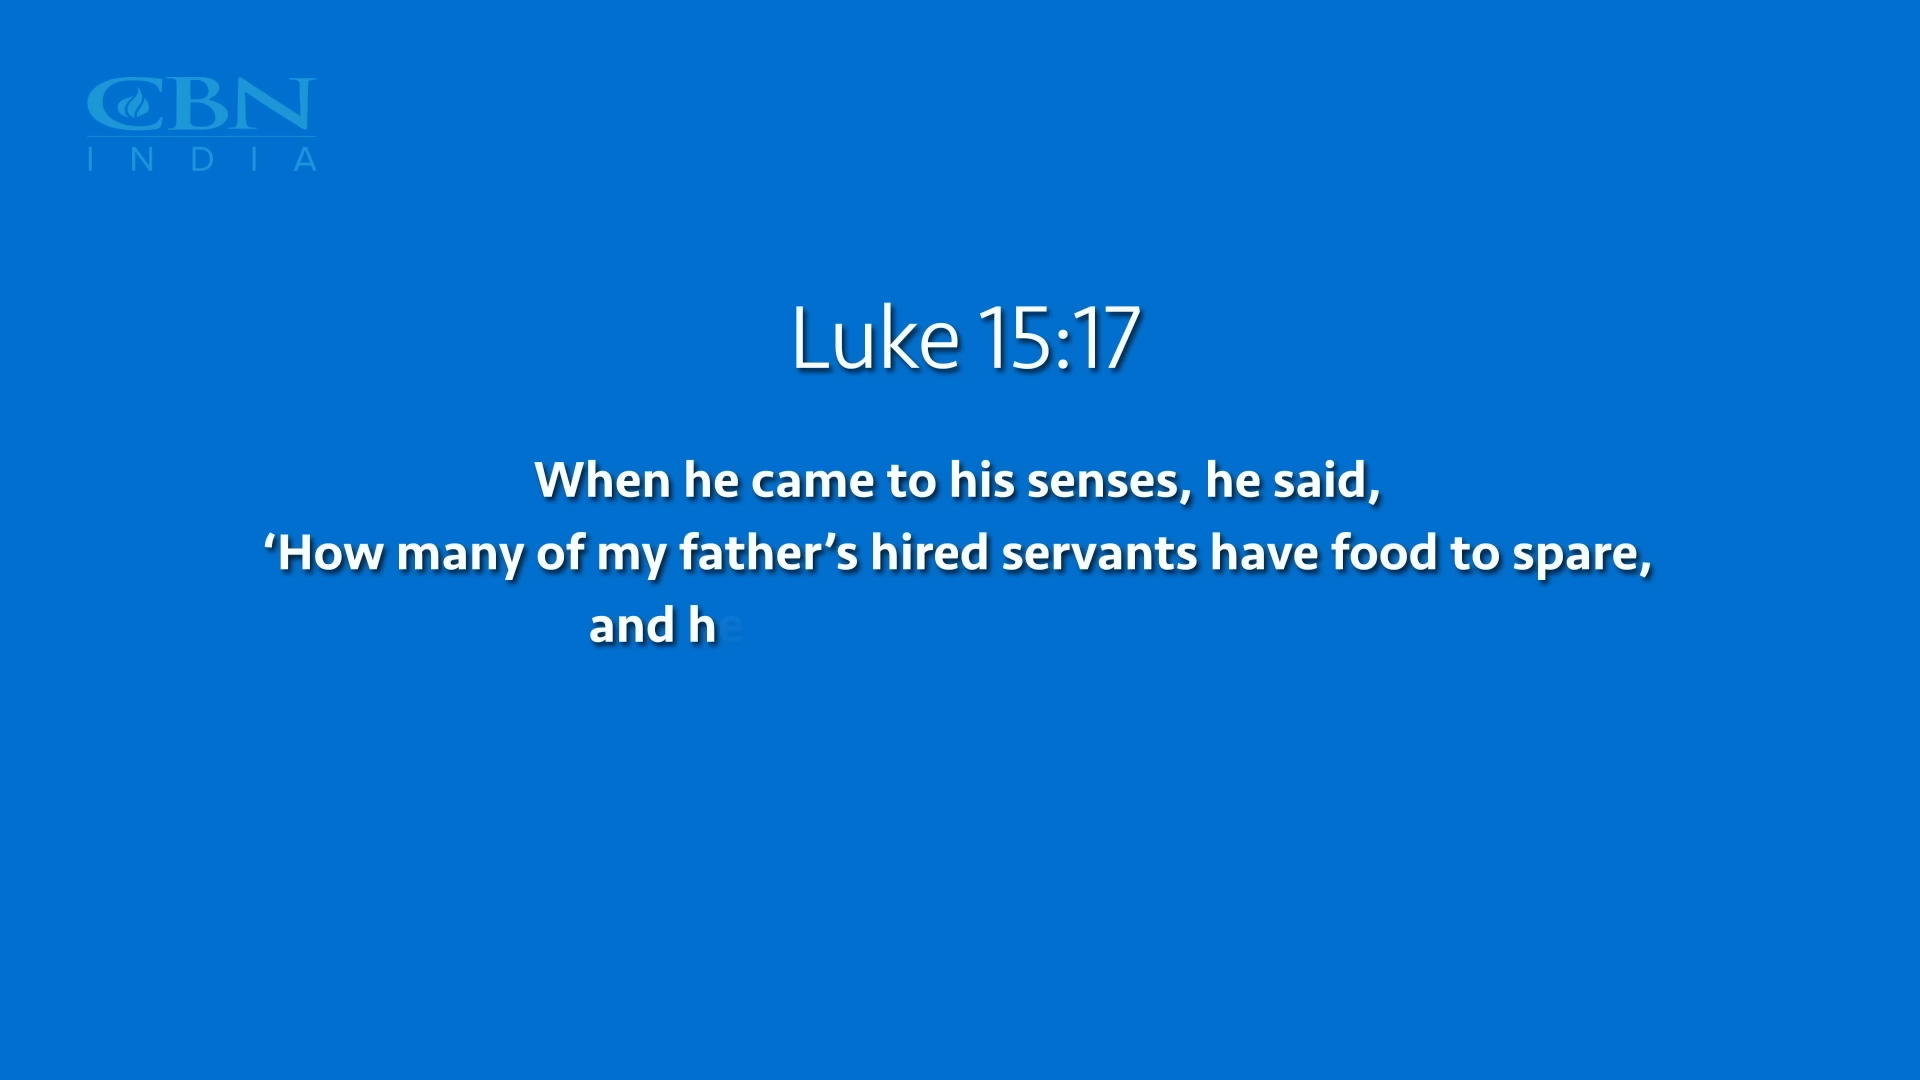 CBN
INDIA
Luke 15:17
When he came to his senses, he said,
‘How many of my father’s hired servants have food to spare,
and he